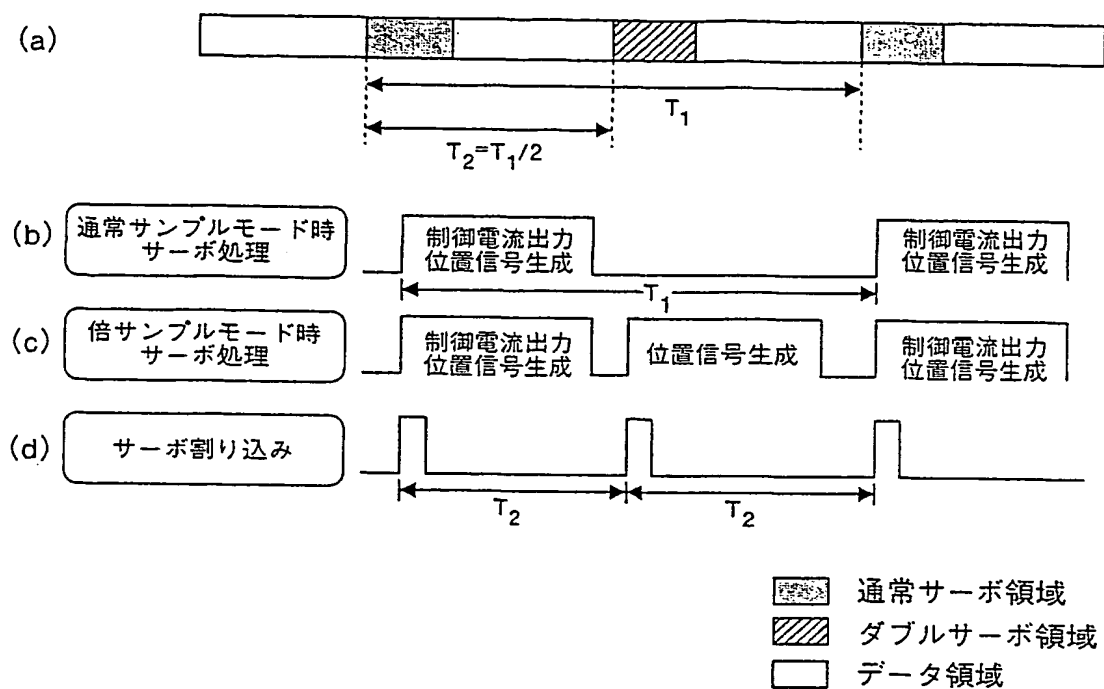 (a)
T₁
T₂=T₁/2
(b)
通常サンプルモード時
サーボ処理
制御電流出力
位置信号生成
制御電流出力
位置信号生成
T₁
(c)
倍サンプルモード時
サーボ処理
制御電流出力
位置信号生成
位置信号生成
制御電流出力
位置信号生成
(d)
サーボ割り込み
T₂
T₂
通常サーボ領域
ダブルサーボ領域
データ領域